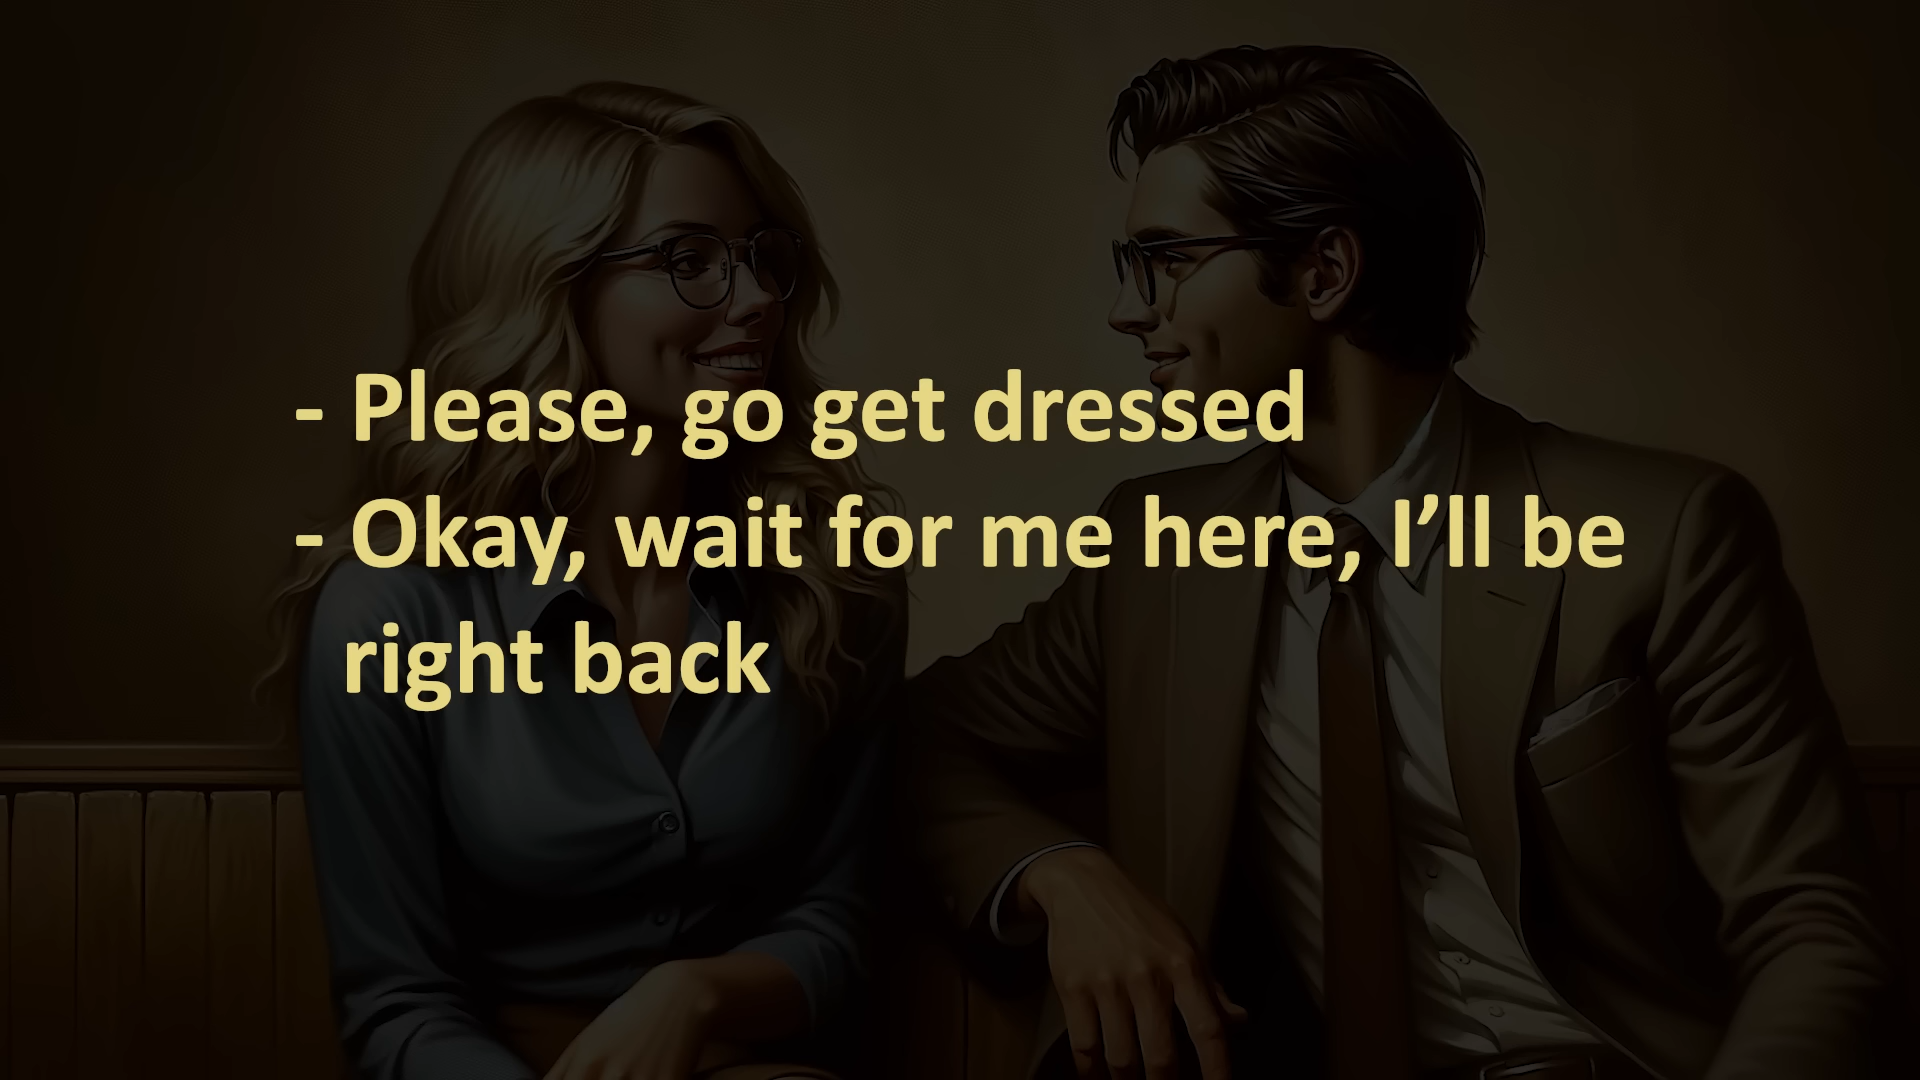 - Please, go get dressed
- Okay, wait for me here, I’ll be
right back